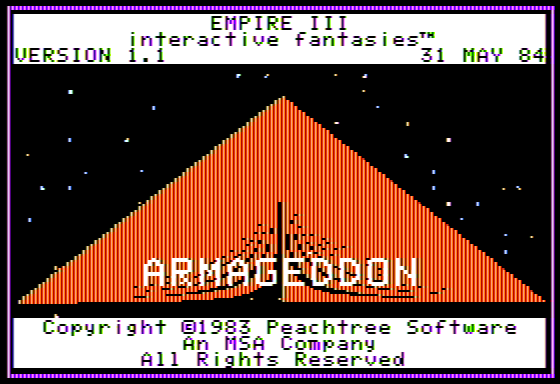 EMPIRE III
interactive fantasies™
VERSION 1.1 31 MAY 84
ARMAGEDDON
Copyright ©1983 Peachtree Software
An MSA Company
All Rights Reserved